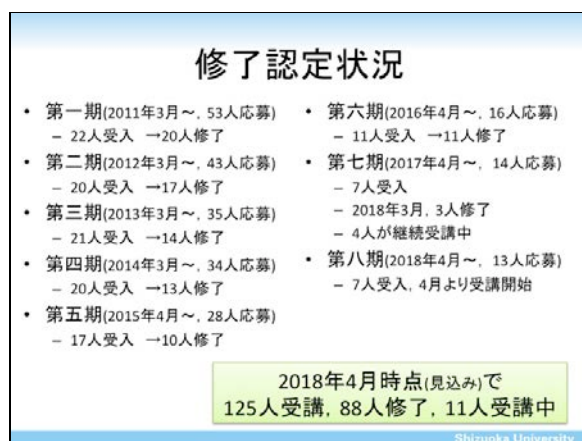 修了認定状況
• 第一期(2011年3月～, 53人応募)
– 22人受入 →20人修了
• 第二期(2012年3月～, 43人応募)
– 20人受入 →17人修了
• 第三期(2013年3月～, 35人応募)
– 21人受入 →14人修了
• 第四期(2014年3月～, 34人応募)
– 20人受入 →13人修了
• 第五期(2015年4月～, 28人応募)
– 17人受入 →10人修了
• 第六期(2016年4月～, 16人応募)
– 11人受入 →11人修了
• 第七期(2017年4月～, 14人応募)
– 7人受入
– 2018年3月, 3人修了
– 4人が継続受講中
• 第八期(2018年4月～, 13人応募)
– 7人受入, 4月より受講開始
2018年4月時点(見込み)で
125人受講, 88人修了, 11人受講中
Shizuoka University